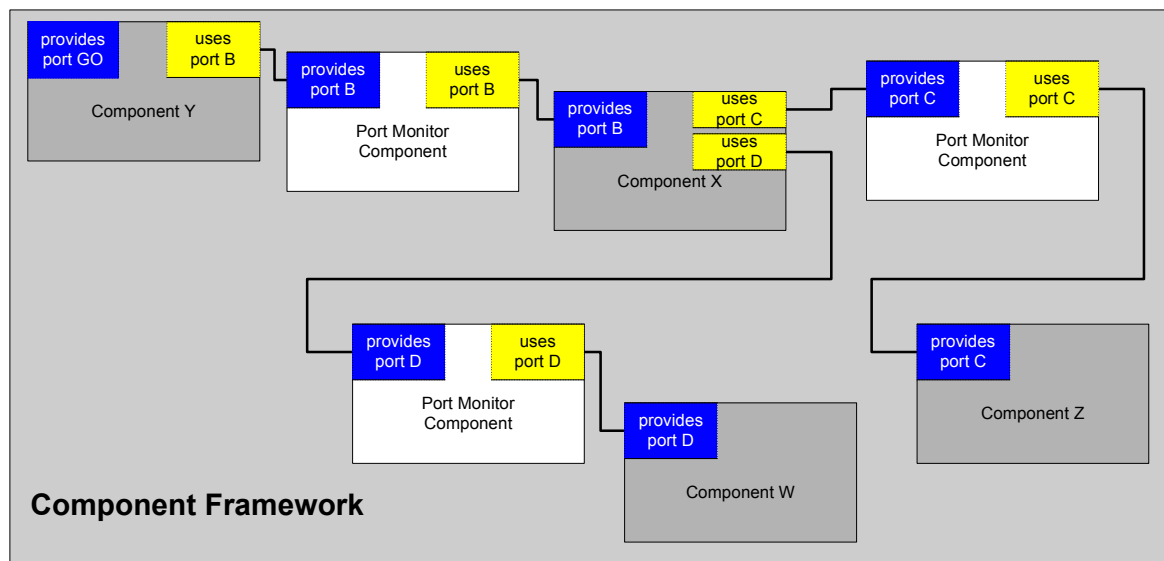 provides
port GO
uses
port B
Component Y
provides
port B
uses
port B
Port Monitor
Component
provides
port B
uses
port C
uses
port D
Component X
provides
port C
uses
port C
Port Monitor
Component
provides
port D
uses
port D
Port Monitor
Component
provides
port D
Component W
provides
port C
Component Z
Component Framework